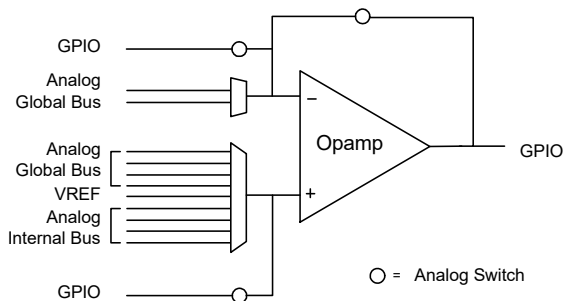 GPIO
Analog
Global Bus
−
Opamp
GPIO
Analog
Global Bus
VREF
+
Analog
Internal Bus
GPIO
= Analog Switch